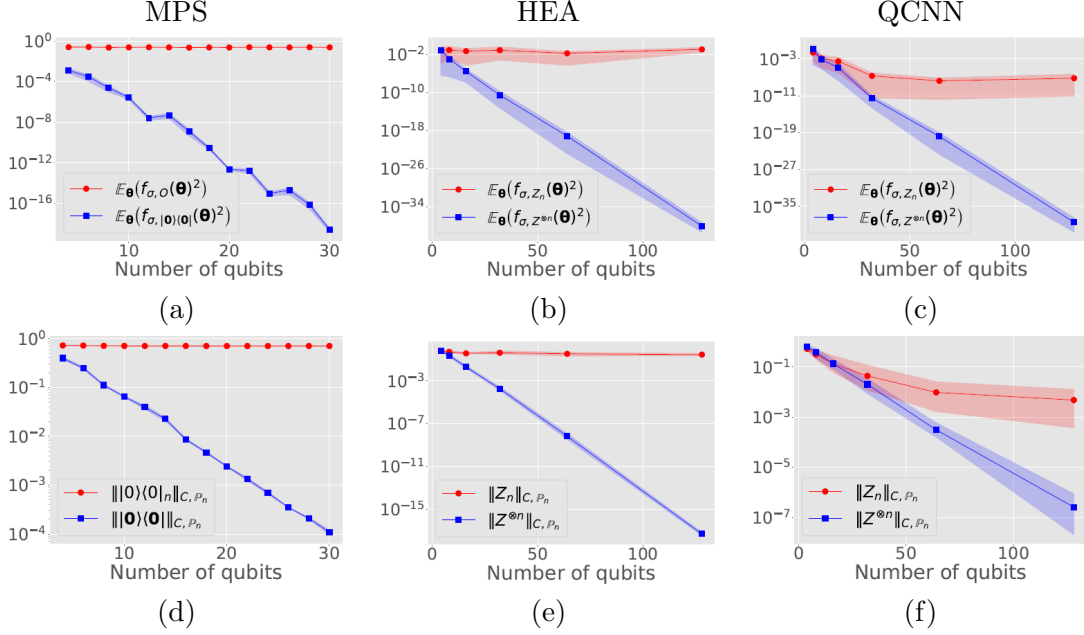 MPS HEA QCNN
10^0
10^−4
10^−8
10^−12
10^−16
𝔼_θ(f_{σ,O}(θ)^2)
𝔼_θ(f_{σ,|0⟩⟨0|}(θ)^2)
10 20 30
Number of qubits
(a)
10^−2
10^−10
10^−18
10^−26
10^−34
𝔼_θ(f_{σ,Z_n}(θ)^2)
𝔼_θ(f_{σ,Z^{⊗n}}(θ)^2)
0 50 100
Number of qubits
(b)
10^−3
10^−11
10^−19
10^−27
10^−35
𝔼_θ(f_{σ,Z_n}(θ)^2)
𝔼_θ(f_{σ,Z^{⊗n}}(θ)^2)
0 50 100
Number of qubits
(c)
10^0
10^−1
10^−2
10^−3
10^−4
‖|0⟩⟨0|_n‖_{C,ℙ_n}
‖|0⟩⟨0|‖_{C,ℙ_n}
10 20 30
Number of qubits
(d)
10^−3
10^−7
10^−11
10^−15
‖Z_n‖_{C,ℙ_n}
‖Z^{⊗n}‖_{C,ℙ_n}
0 50 100
Number of qubits
(e)
10^−1
10^−3
10^−5
10^−7
‖Z_n‖_{C,ℙ_n}
‖Z^{⊗n}‖_{C,ℙ_n}
0 50 100
Number of qubits
(f)